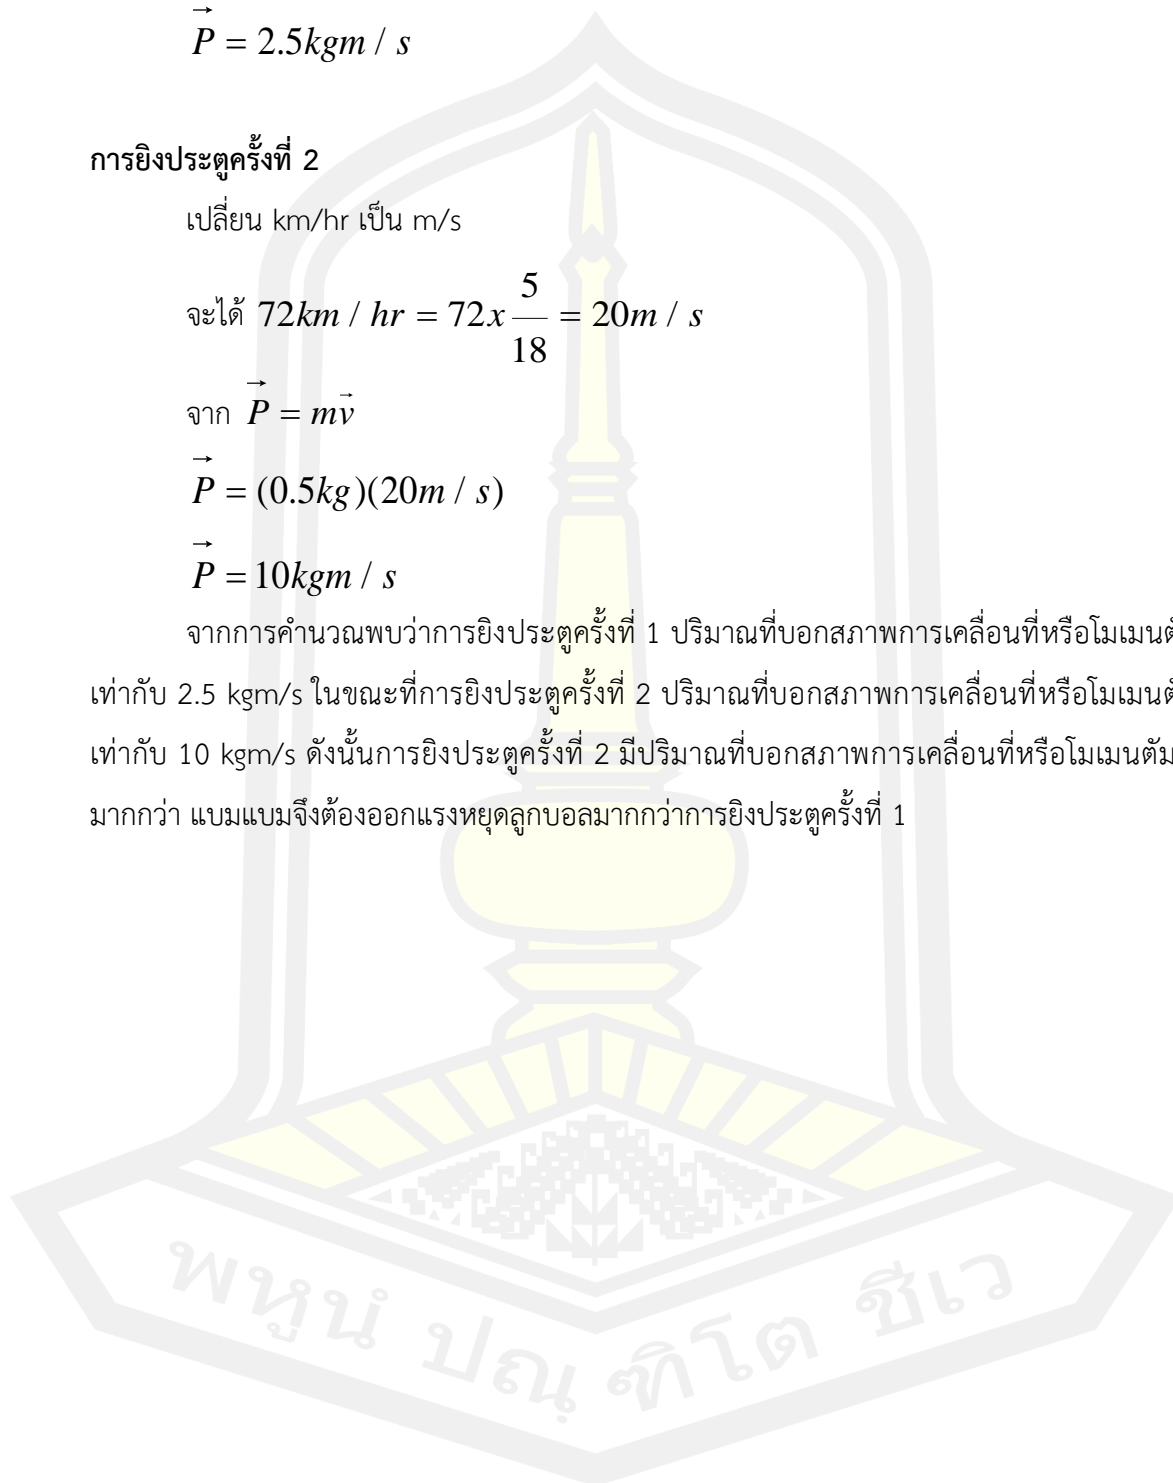 P⃗ = 2.5kgm / s
การยิงประตูครั้งที่ 2
เปลี่ยน km/hr เป็น m/s
จะได้ 72km / hr = 72x 5/18 = 20m / s
จาก P⃗ = mv⃗
P⃗ = (0.5kg)(20m / s)
P⃗ = 10kgm / s
จากการคำนวณพบว่าการยิงประตูครั้งที่ 1 ปริมาณที่บอกสภาพการเคลื่อนที่หรือโมเมนตั
เท่ากับ 2.5 kgm/s ในขณะที่การยิงประตูครั้งที่ 2 ปริมาณที่บอกสภาพการเคลื่อนที่หรือโมเมนตั
เท่ากับ 10 kgm/s ดังนั้นการยิงประตูครั้งที่ 2 มีปริมาณที่บอกสภาพการเคลื่อนที่หรือโมเมนตัม
มากกว่า แบมแบมจึงต้องออกแรงหยุดลูกบอลมากกว่าการยิงประตูครั้งที่ 1
พหูนํ ปณฺฑิโต ชีเว